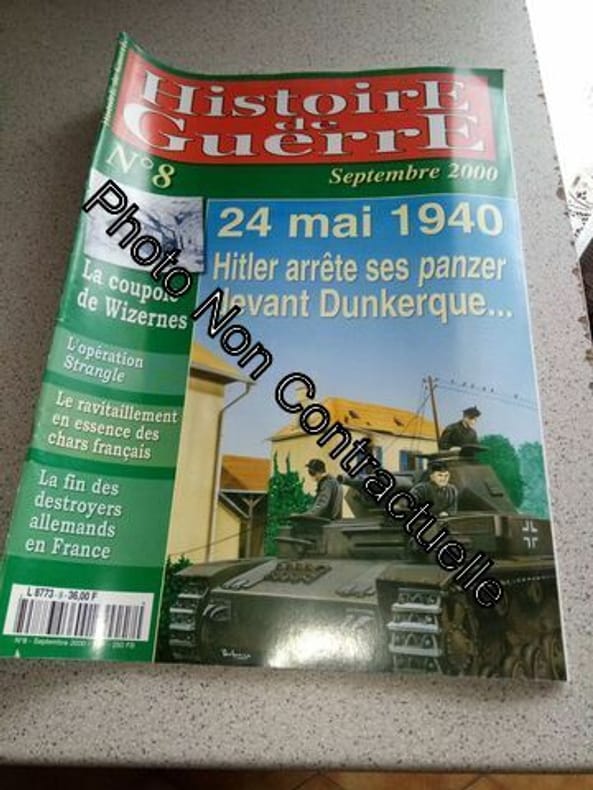 Histoire
de
Guerre
N°8
Septembre 2000
24 mai 1940
Hitler arrête ses panzer
devant Dunkerque...
La coupole
de Wizernes
L'opération
Strangle
Le ravitaillement
en essence des
chars français
La fin des
destroyers
allemands
en France
L 8773 - 8 - 36,00 F
Photo Non Contractuelle